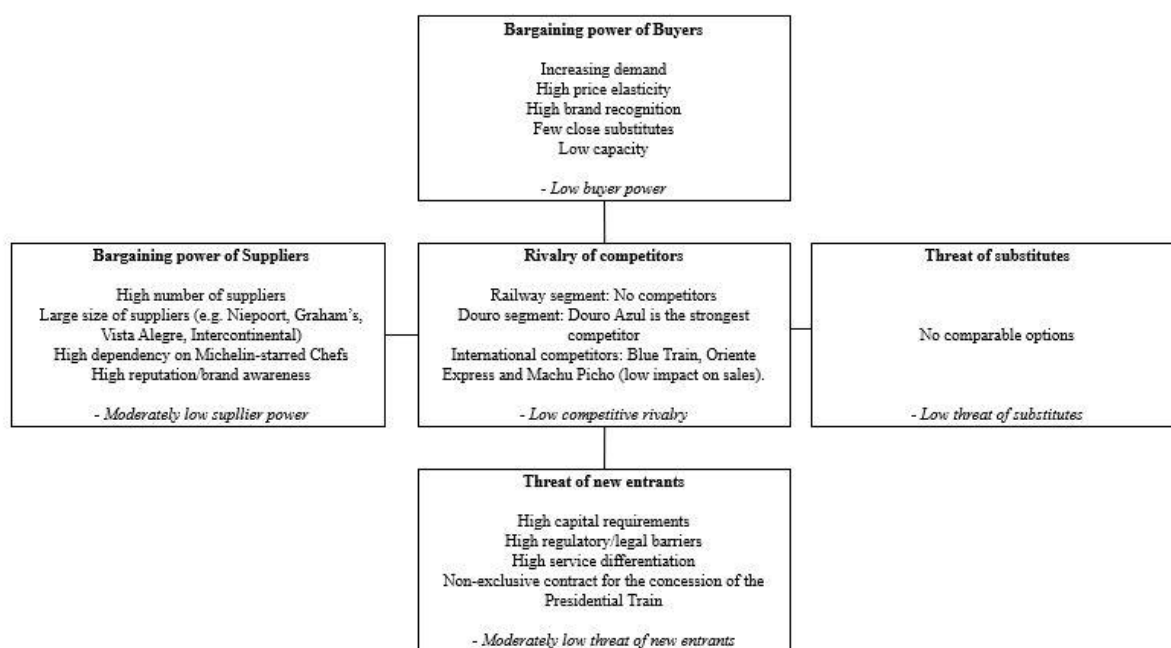 Bargaining power of Buyers
Increasing demand
High price elasticity
High brand recognition
Few close substitutes
Low capacity
- Low buyer power
Bargaining power of Suppliers
High number of suppliers
Large size of suppliers (e.g. Niepoort, Graham's,
Vista Alegre, Intercontinental)
High dependency on Michelin-starred Chefs
High reputation/brand awareness
- Moderately low supllier power
Rivalry of competitors
Railway segment: No competitors
Douro segment: Douro Azul is the strongest
competitor
International competitors: Blue Train, Oriente
Express and Machu Picho (low impact on sales).
- Low competitive rivalry
Threat of substitutes
No comparable options
- Low threat of substitutes
Threat of new entrants
High capital requirements
High regulatory/legal barriers
High service differentiation
Non-exclusive contract for the concession of the
Presidential Train
- Moderately low threat of new entrants